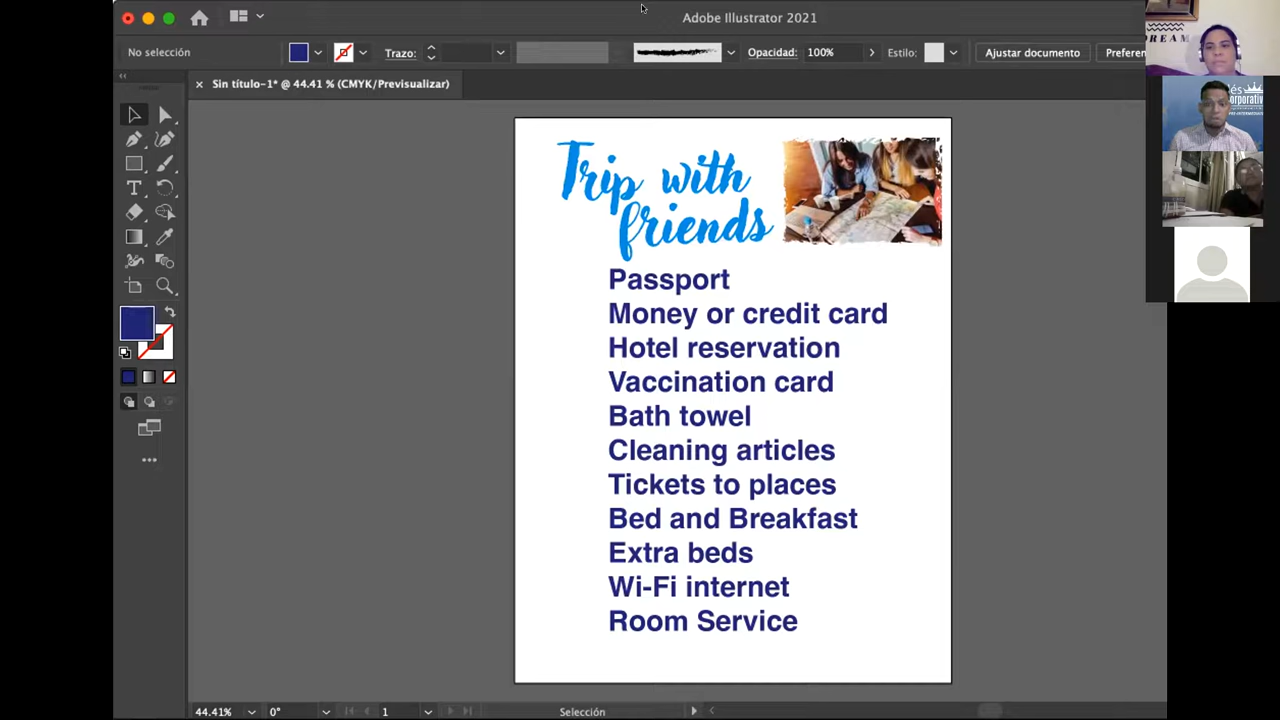 Adobe Illustrator 2021
No selección
Trazo:
Opacidad:
100%
Estilo:
Ajustar documento
Sin título-1* @ 44.41 % (CMYK/Previsualizar)
Trip with
friends
Passport
Money or credit card
Hotel reservation
Vaccination card
Bath towel
Cleaning articles
Tickets to places
Bed and Breakfast
Extra beds
Wi-Fi internet
Room Service
44.41%
0°
1
Selección
DREAM